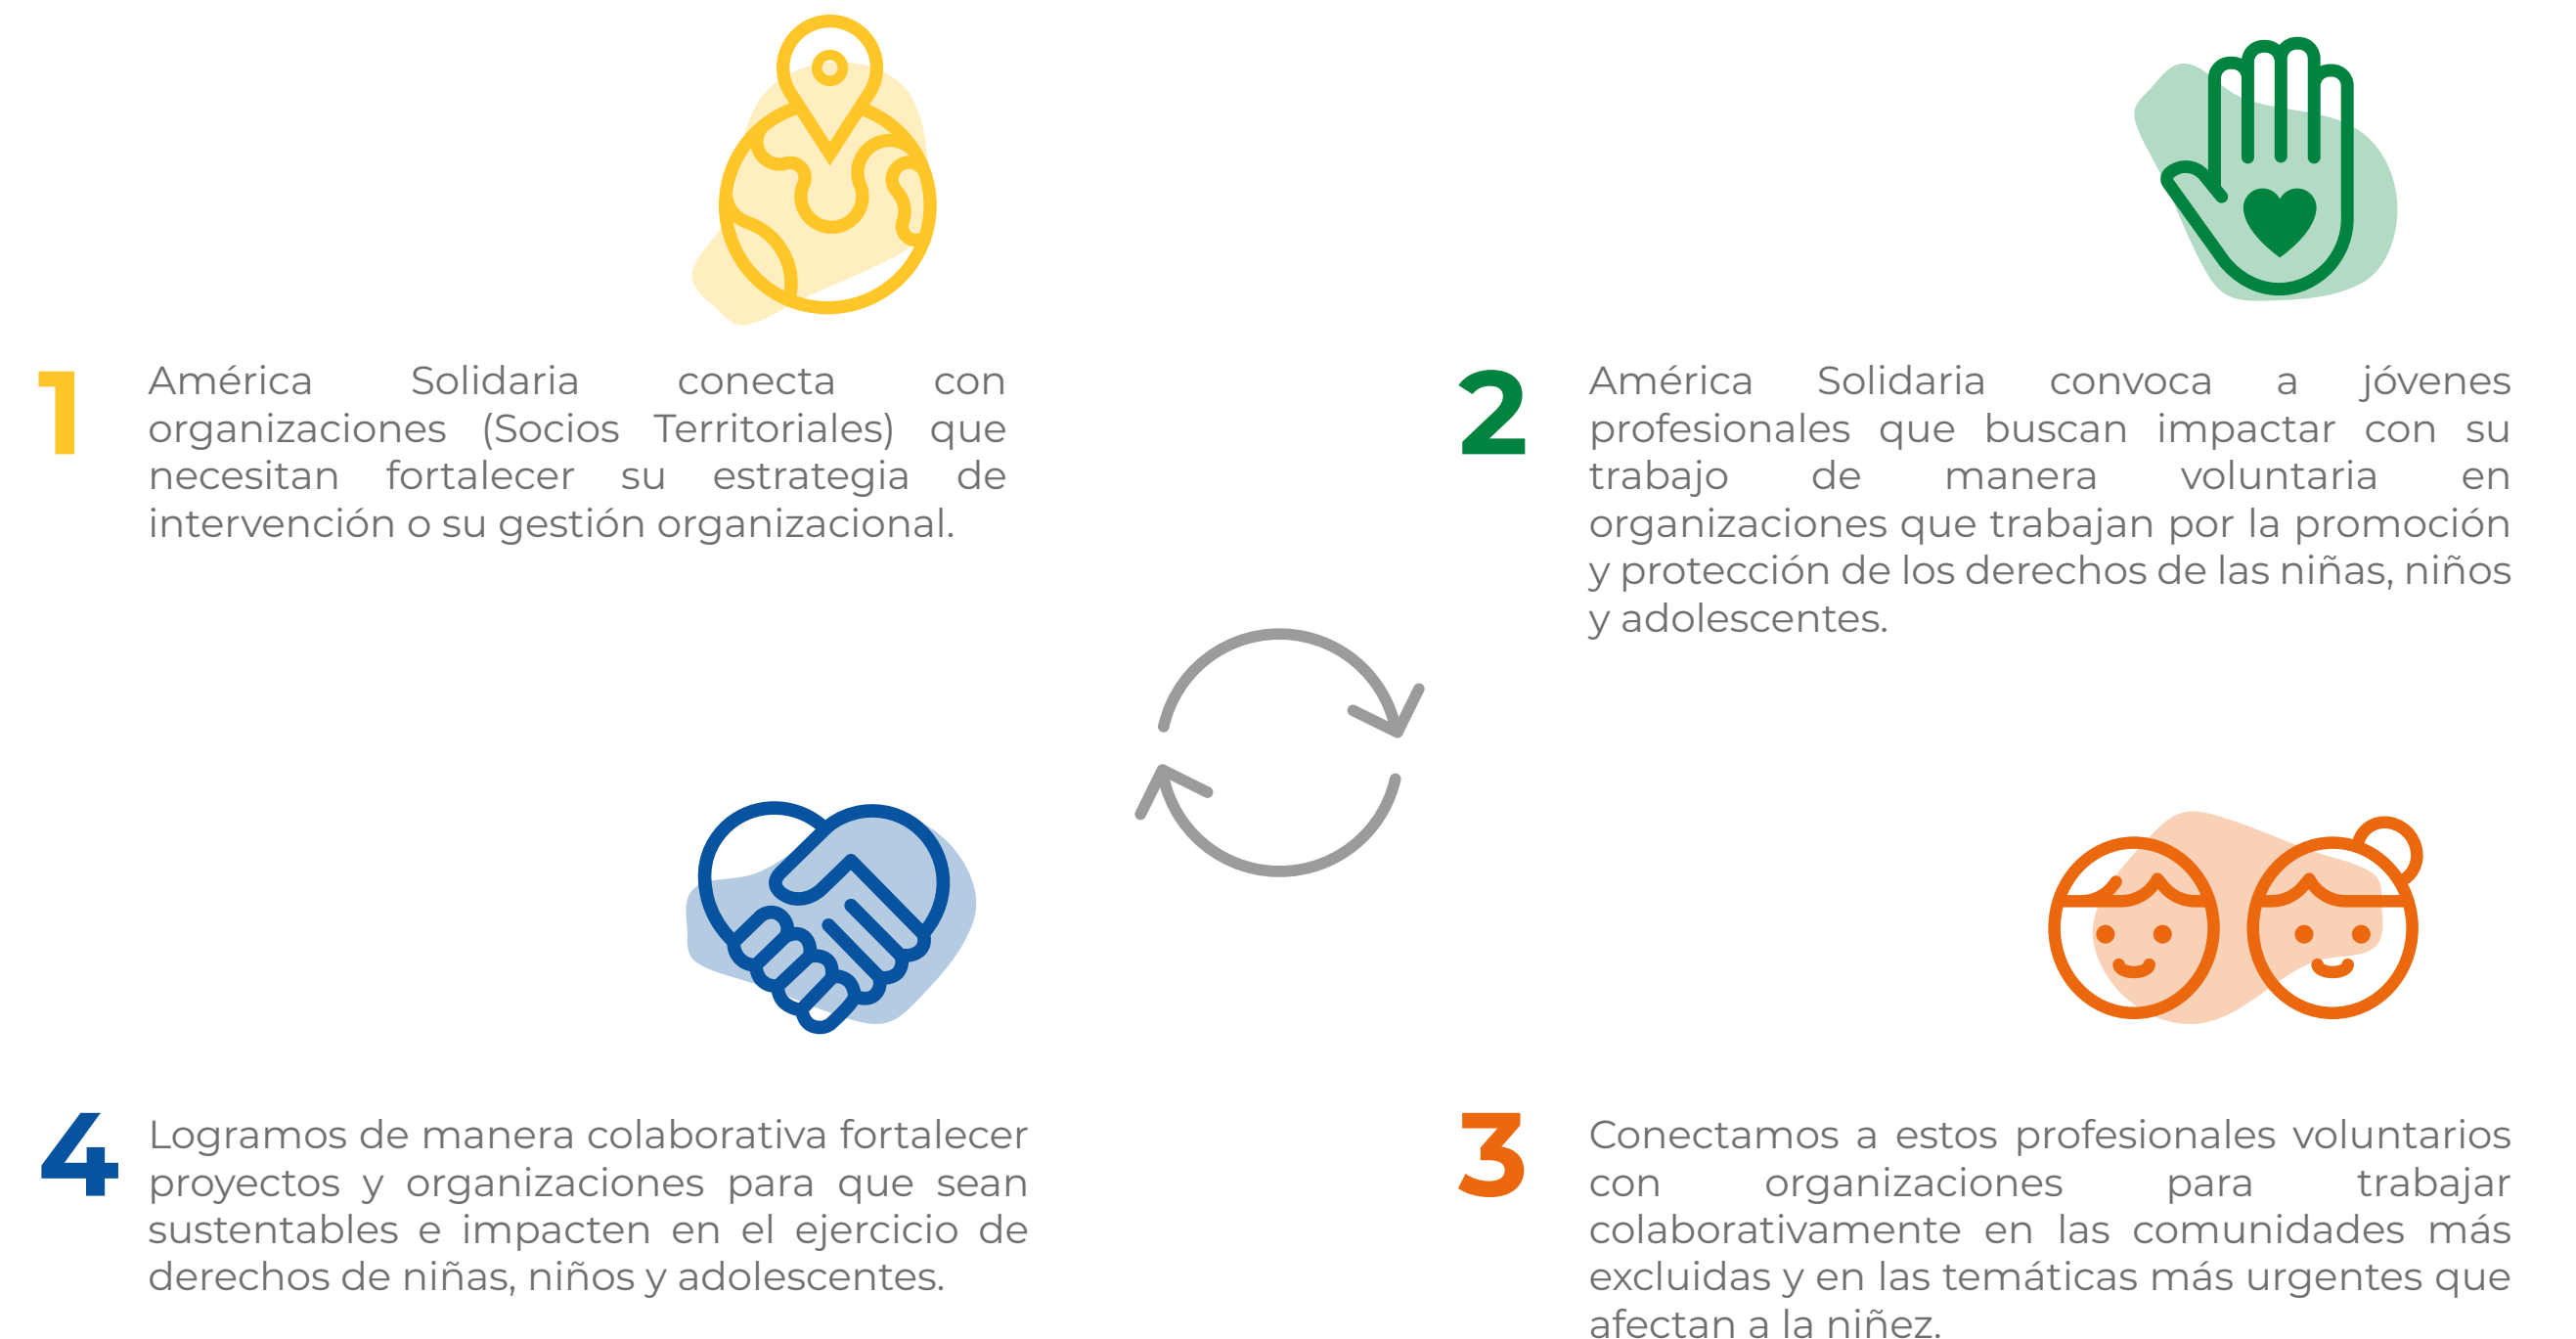 1
América Solidaria conecta con
organizaciones (Socios Territoriales) que
necesitan fortalecer su estrategia de
intervención o su gestión organizacional.
2
América Solidaria convoca a jóvenes
profesionales que buscan impactar con su
trabajo de manera voluntaria en
organizaciones que trabajan por la promoción
y protección de los derechos de las niñas, niños
y adolescentes.
3
Conectamos a estos profesionales voluntarios
con organizaciones para trabajar
colaborativamente en las comunidades más
excluidas y en las temáticas más urgentes que
afectan a la niñez.
4
Logramos de manera colaborativa fortalecer
proyectos y organizaciones para que sean
sustentables e impacten en el ejercicio de
derechos de niñas, niños y adolescentes.